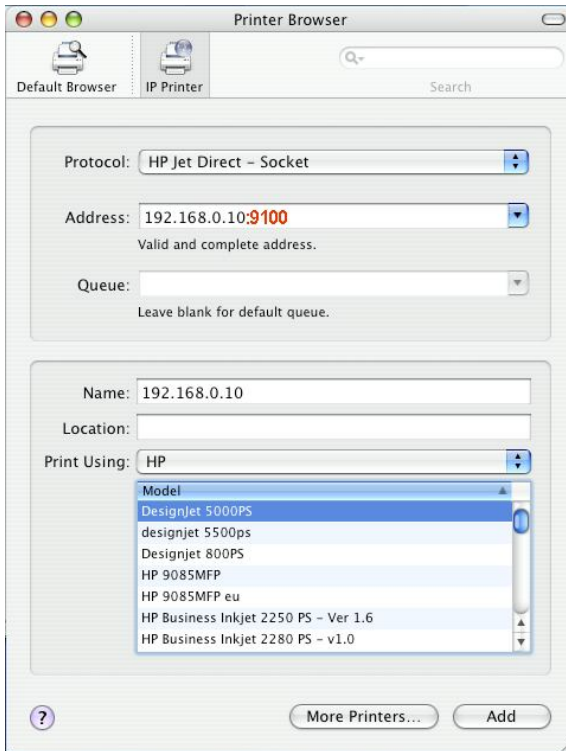 Printer Browser
Default Browser
IP Printer
Search
Protocol: HP Jet Direct – Socket
Address: 192.168.0.10:9100
Valid and complete address.
Queue:
Leave blank for default queue.
Name: 192.168.0.10
Location:
Print Using: HP
Model
DesignJet 5000PS
designjet 5500ps
Designjet 800PS
HP 9085MFP
HP 9085MFP eu
HP Business Inkjet 2250 PS – Ver 1.6
HP Business Inkjet 2280 PS – v1.0
? More Printers... Add